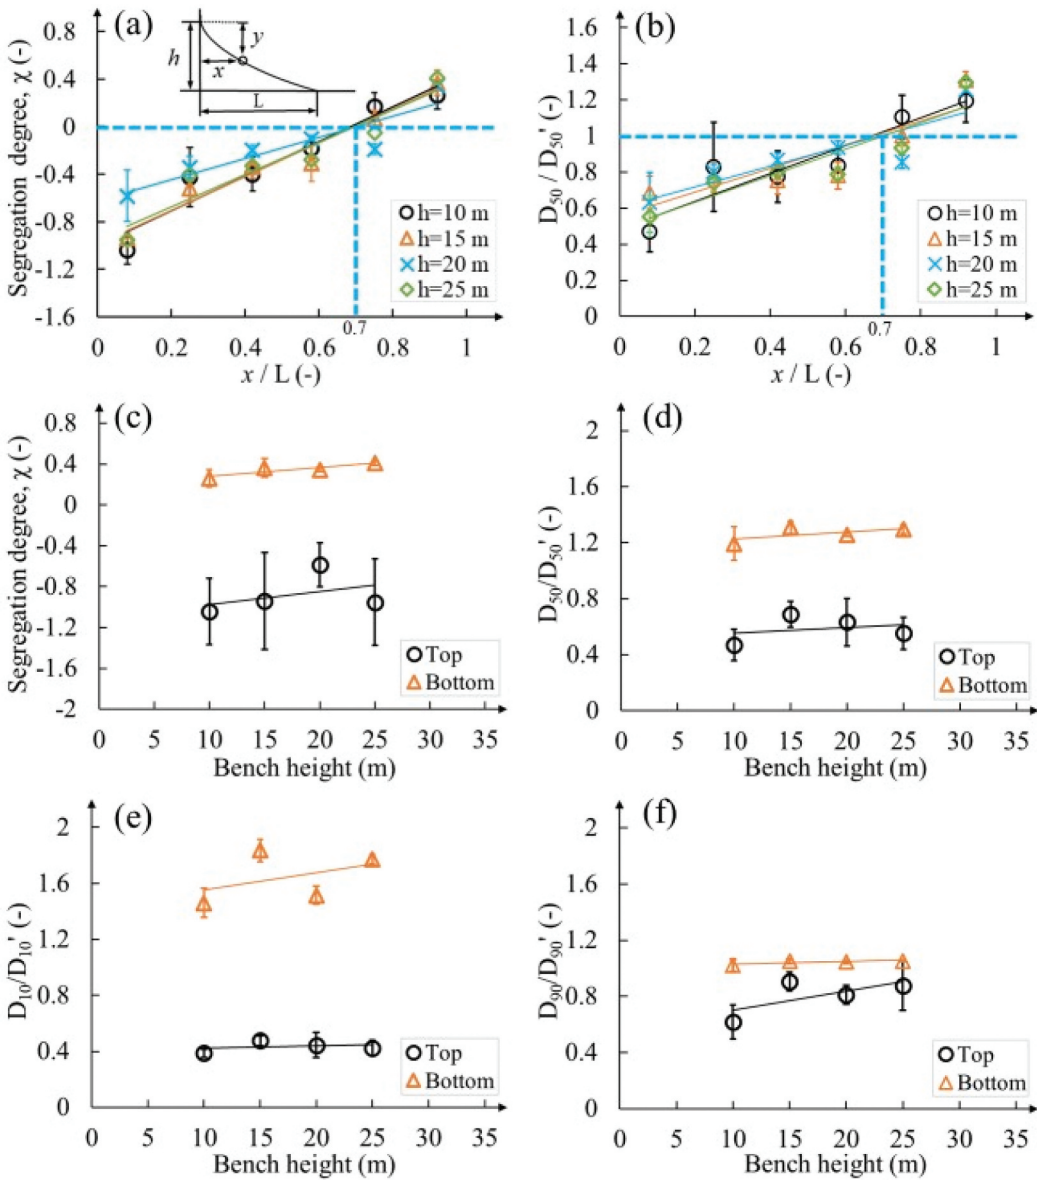 (a)
Segregation degree, χ (-)
0.8
0.4
0
-0.4
-0.8
-1.2
-1.6
h
x
y
L
h=10 m
h=15 m
h=20 m
h=25 m
0.7
0 0.2 0.4 0.6 0.8 1
x / L (-)
(b)
D50 / D50' (-)
1.6
1.4
1.2
1
0.8
0.6
0.4
0.2
0
h=10 m
h=15 m
h=20 m
h=25 m
0.7
0 0.2 0.4 0.6 0.8 1
x / L (-)
(c)
Segregation degree, χ (-)
0.8
0.4
0
-0.4
-0.8
-1.2
-1.6
-2
Top
Bottom
0 5 10 15 20 25 30 35
Bench height (m)
(d)
D50/D50' (-)
2
1.6
1.2
0.8
0.4
0
Top
Bottom
0 5 10 15 20 25 30 35
Bench height (m)
(e)
D10/D10' (-)
2
1.6
1.2
0.8
0.4
0
Top
Bottom
0 5 10 15 20 25 30 35
Bench height (m)
(f)
D90/D90' (-)
2
1.6
1.2
0.8
0.4
0
Top
Bottom
0 5 10 15 20 25 30 35
Bench height (m)